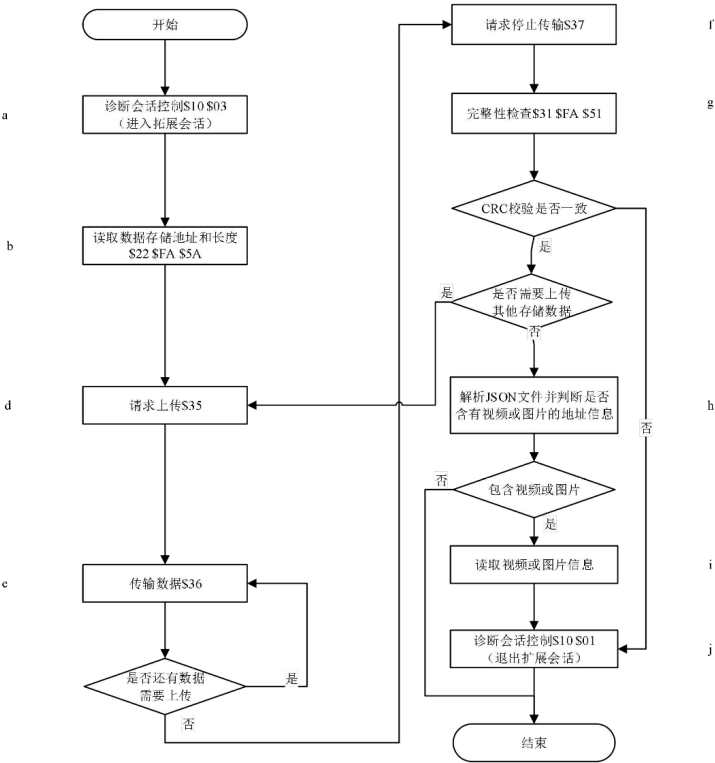 开始
a
诊断会话控制$10 $03
（进入拓展会话）
b
读取数据存储地址和长度
$22 $FA $5A
d
请求上传$35
e
传输数据$36
是否还有数据
需要上传
是
否
请求停止传输$37
f
完整性检查$31 $FA $51
g
CRC校验是否一致
是
否
是否需要上传
其他存储数据
是
否
解析JSON文件并判断是否
含有视频或图片的地址信息
h
包含视频或图片
否
是
读取视频或图片信息
i
诊断会话控制$10 $01
（退出扩展会话）
j
结束